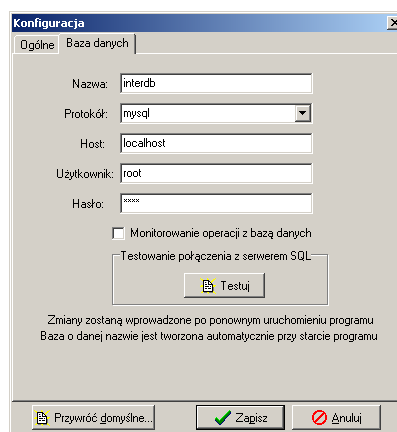 Konfiguracja
Ogólne Baza danych
Nazwa: interdb
Protokół: mysql
Host: localhost
Użytkownik: root
Hasło: ****
Monitorowanie operacji z bazą danych
Testowanie połączenia z serwerem SQL
Testuj
Zmiany zostaną wprowadzone po ponownym uruchomieniu programu
Baza o danej nazwie jest tworzona automatycznie przy starcie programu
Przywróć domyślne... Zapisz Anuluj